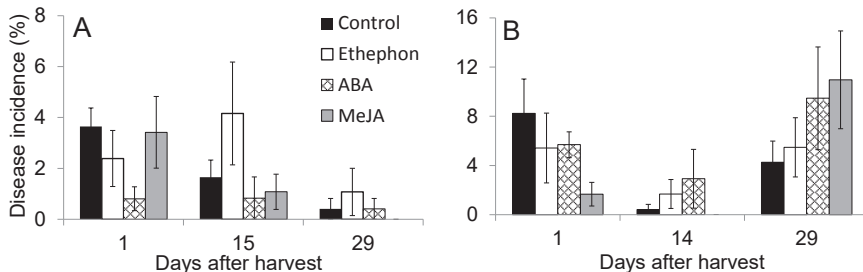 A
Disease incidence (%)
8
6
4
2
0
Control
Ethephon
ABA
MeJA
1 15 29
Days after harvest
B
16
12
8
4
0
1 14 29
Days after harvest